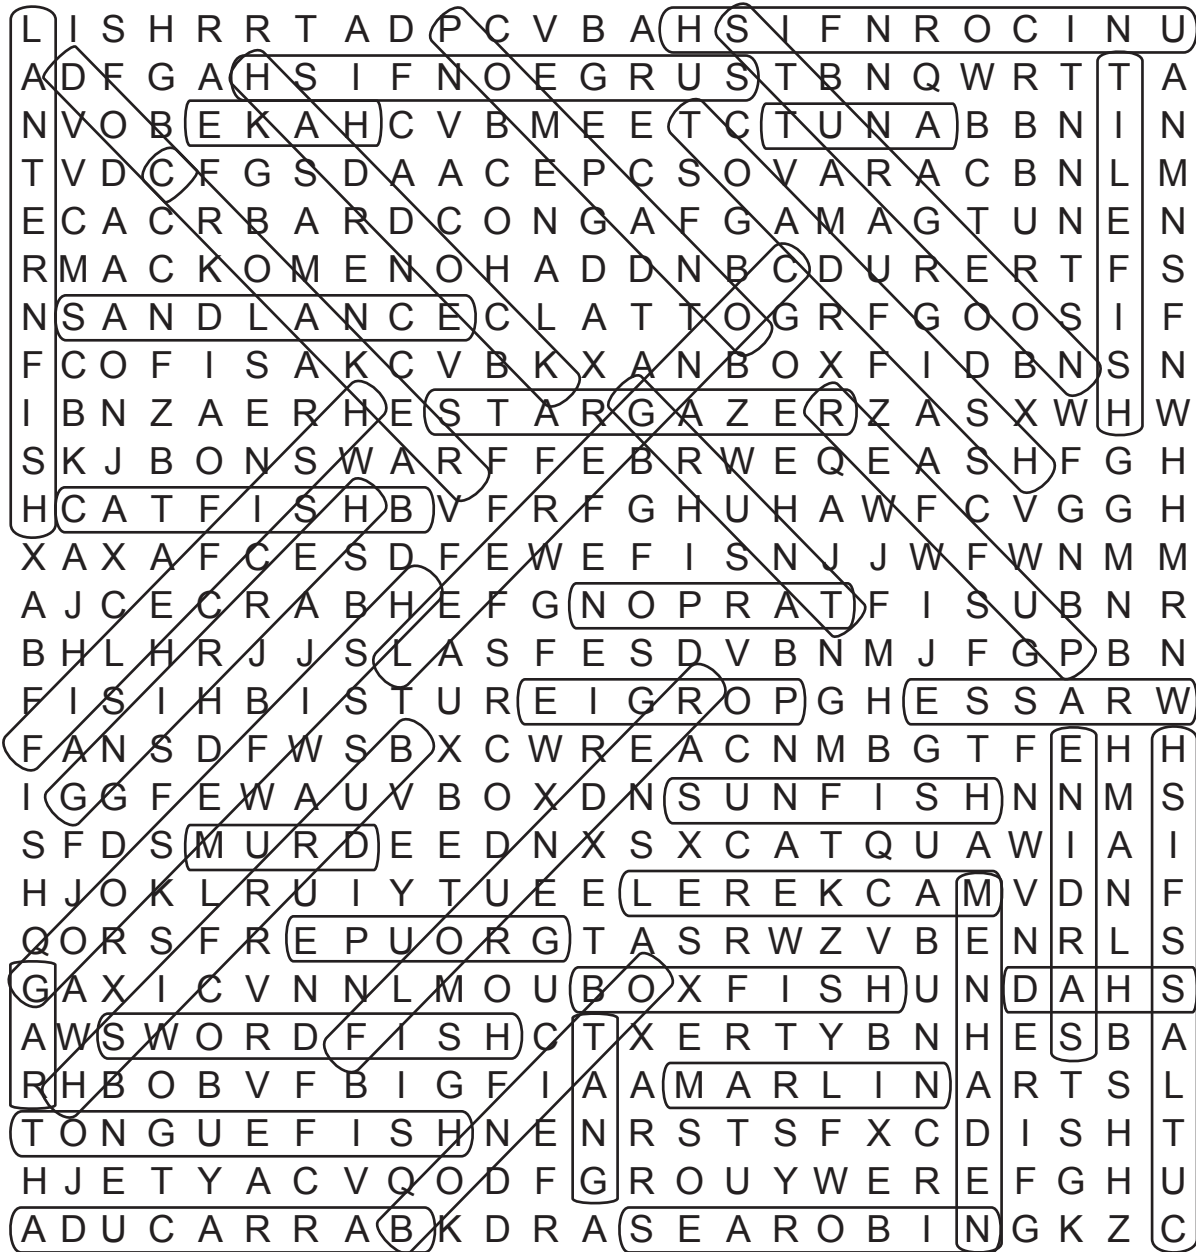 L I S H R R T A D P C V B A H S I F N R O C I N U
A D F G A H S I F N O E G R U S T B N Q W R T T A
N V O B E K A H C V B M E E T C T U N A B B N I N
T V D C F G S D A A C E P C S O V A R A C B N L M
E C A C R B A R D C O N G A F G A M A G T U N E N
R M A C K O M E N O H A D D N B C D U R E R T F S
N S A N D L A N C E C L A T T O G R F G O O S I F
F C O F I S A K C V B K X A N B O X F I D B N S N
I B N Z A E R H E S T A R G A Z E R Z A S X W H W
S K J B O N S W A R F F E B R W E Q E A S H F G H
H C A T F I S H B V F R F G H U H A W F C V G G H
X A X A F C E S D F E W E F I S N J J W F W N M M
A J C E C R A B H E F G N O P R A T F I S U B N R
B H L H R J J S L A S F E S D V B N M J F G P B N
F I S I H B I S T U R E I G R O P G H E S S A R W
F A N S D F W S B X C W R E A C N M B G T F E H H
I G G F E W A U V B O X D N S U N F I S H N N M S
S F D S M U R D E E D N X S X C A T Q U A W I A I
H J O K L R U I Y T U E E L E R E K C A M V D N F
Q O R S F R E P U O R G T A S R W Z V B E N R L S
G A X I C V N N L M O U B O X F I S H U N D A H S
A W S W O R D F I S H C T X E R T Y B N H E S B A
R H B O B V F B I G F I A A M A R L I N A R T S L
T O N G U E F I S H N E N R S T S F X C D I S H T
H J E T Y A C V Q O D F G R O U Y W E R E F G H U
A D U C A R R A B K D R A S E A R O B I N G K Z C